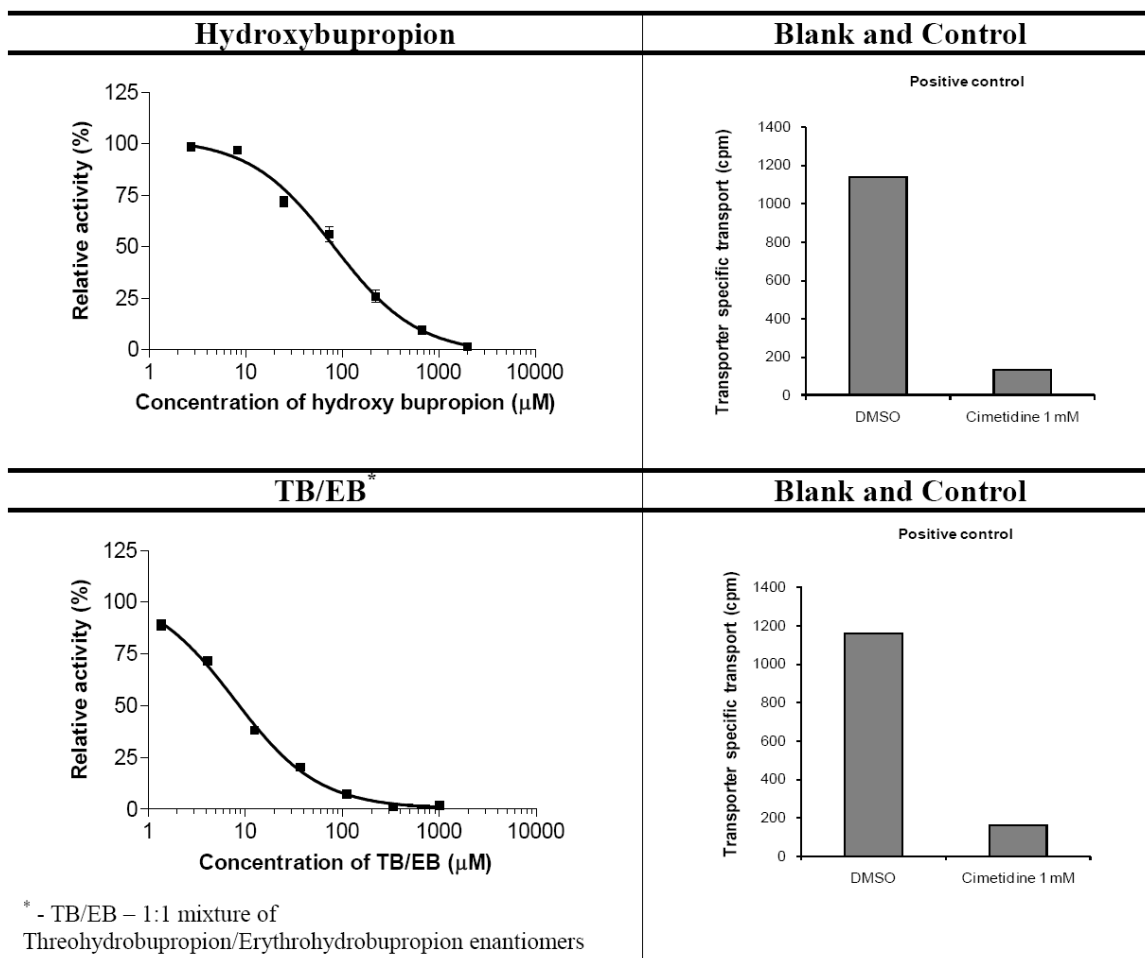 Hydroxybupropion
Blank and Control
125
100
75
50
25
0
Relative activity (%)
1 10 100 1000 10000
Concentration of hydroxy bupropion (μM)
Positive control
1400
1200
1000
800
600
400
200
0
Transporter specific transport (cpm)
DMSO
Cimetidine 1 mM
TB/EB*
Blank and Control
125
100
75
50
25
0
Relative activity (%)
1 10 100 1000 10000
Concentration of TB/EB (μM)
* - TB/EB – 1:1 mixture of
Threohydrobupropion/Erythrohydrobupropion enantiomers
Positive control
1400
1200
1000
800
600
400
200
0
Transporter specific transport (cpm)
DMSO
Cimetidine 1 mM